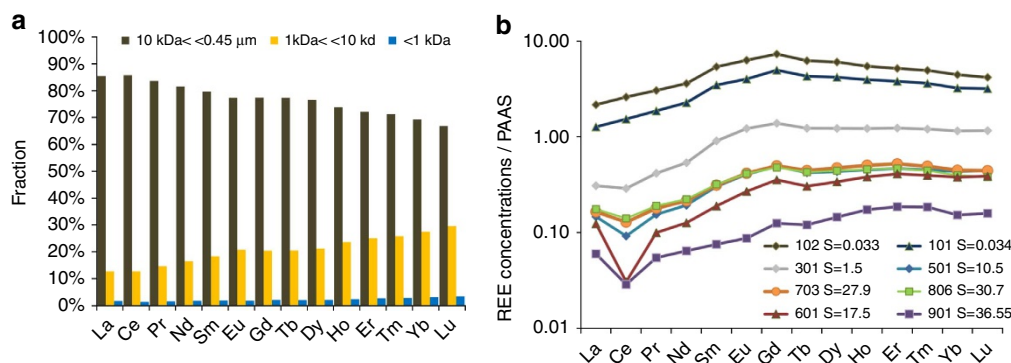 a
10 kDa< <0.45 μm 1kDa< <10 kd <1 kDa
100%
90%
80%
70%
60%
50%
40%
30%
20%
10%
0%
Fraction
La Ce Pr Nd Sm Eu Gd Tb Dy Ho Er Tm Yb Lu
b
10.00
1.00
0.10
0.01
REE concentrations / PAAS
102 S=0.033 101 S=0.034
301 S=1.5 501 S=10.5
703 S=27.9 806 S=30.7
601 S=17.5 901 S=36.55
La Ce Pr Nd Sm Eu Gd Tb Dy Ho Er Tm Yb Lu